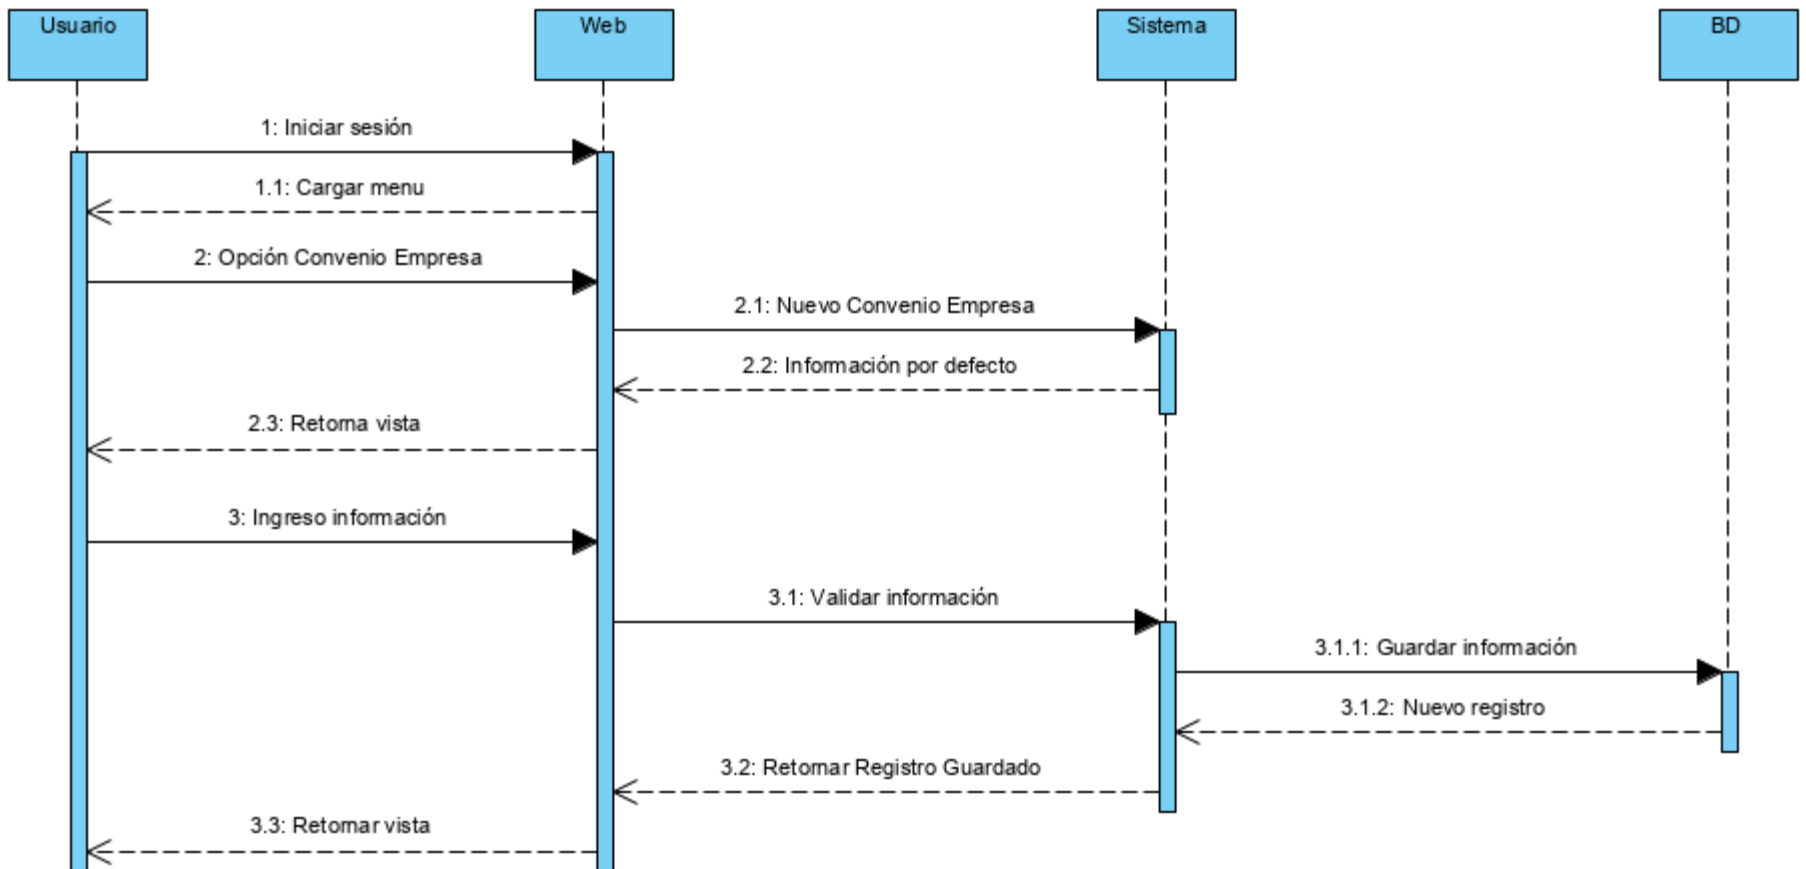 Usuario
Web
Sistema
BD
1: Iniciar sesión
1.1: Cargar menu
2: Opción Convenio Empresa
2.1: Nuevo Convenio Empresa
2.2: Información por defecto
2.3: Retorna vista
3: Ingreso información
3.1: Validar información
3.1.1: Guardar información
3.1.2: Nuevo registro
3.2: Retornar Registro Guardado
3.3: Retornar vista